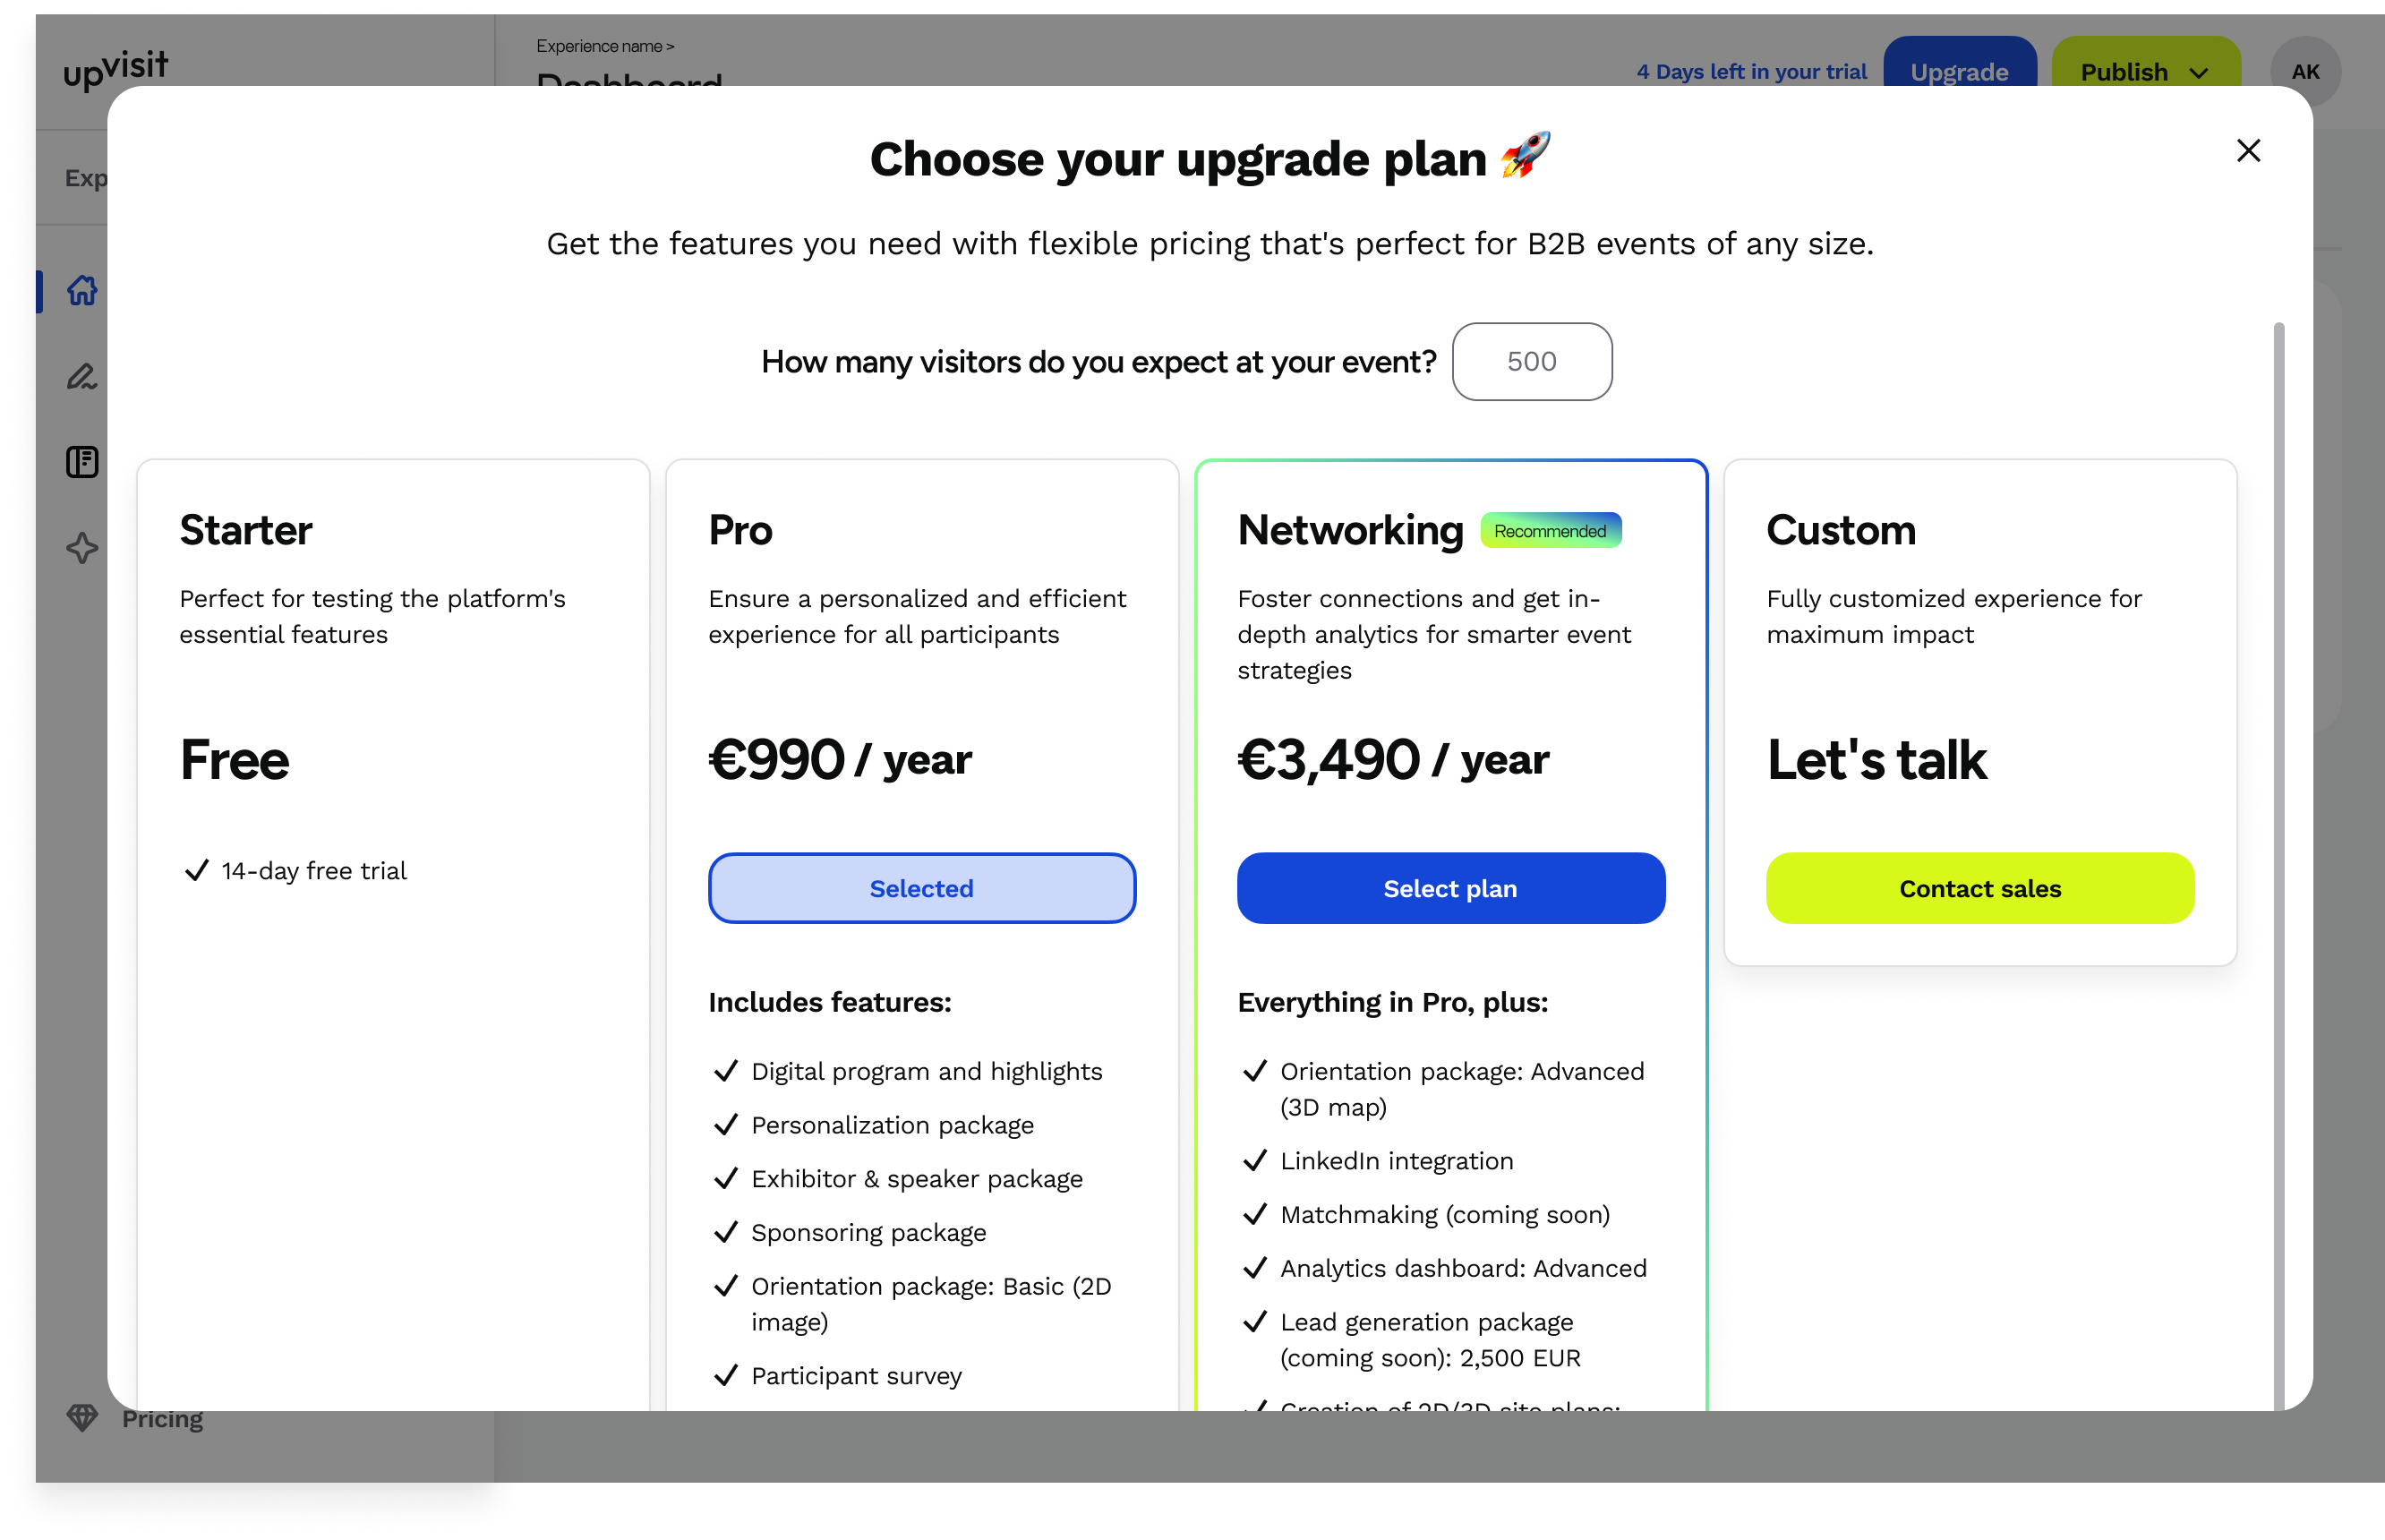 upvisit
Experience name >
Dashboard
4 Days left in your trial
Upgrade
Publish
AK
Exp
Choose your upgrade plan 🚀
Get the features you need with flexible pricing that's perfect for B2B events of any size.
How many visitors do you expect at your event?
500
Starter
Perfect for testing the platform's
essential features
Free
14-day free trial
Pro
Ensure a personalized and efficient
experience for all participants
€990 / year
Selected
Includes features:
Digital program and highlights
Personalization package
Exhibitor & speaker package
Sponsoring package
Orientation package: Basic (2D
image)
Participant survey
Networking
Recommended
Foster connections and get in-
depth analytics for smarter event
strategies
€3,490 / year
Select plan
Everything in Pro, plus:
Orientation package: Advanced
(3D map)
LinkedIn integration
Matchmaking (coming soon)
Analytics dashboard: Advanced
Lead generation package
(coming soon): 2,500 EUR
Creation of 2D/3D site plans:
Custom
Fully customized experience for
maximum impact
Let's talk
Contact sales
Pricing